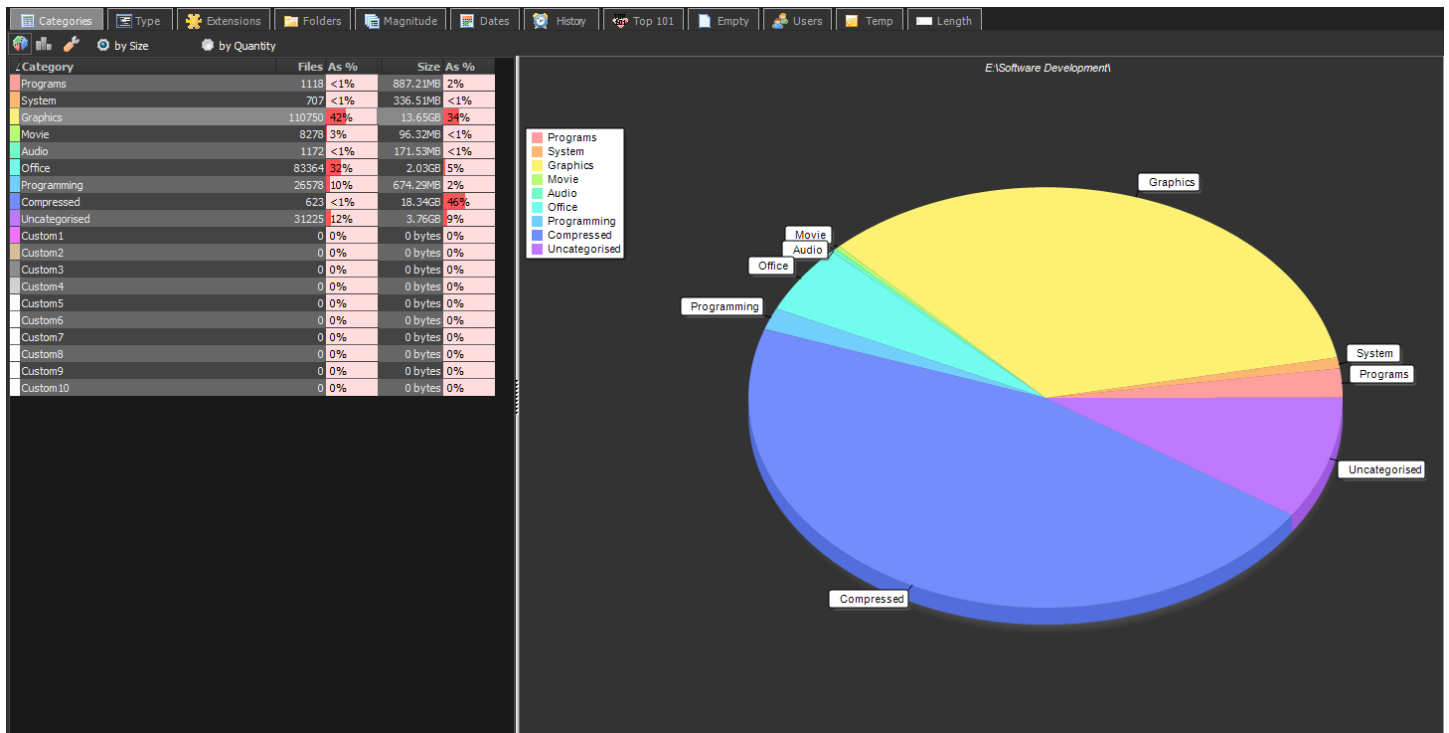 Categories Type Extensions Folders Magnitude Dates History Top 101 Empty Users Temp Length
by Size by Quantity
Category Files As % Size As %
Programs 1118 <1% 887.21MB 2%
System 707 <1% 336.51MB <1%
Graphics 110750 42% 13.65GB 34%
Movie 8278 3% 96.32MB <1%
Audio 1172 <1% 171.53MB <1%
Office 83364 32% 2.03GB 5%
Programming 26578 10% 674.29MB 2%
Compressed 623 <1% 18.34GB 46%
Uncategorised 31225 12% 3.76GB 9%
Custom1 0 0% 0 bytes 0%
Custom2 0 0% 0 bytes 0%
Custom3 0 0% 0 bytes 0%
Custom4 0 0% 0 bytes 0%
Custom5 0 0% 0 bytes 0%
Custom6 0 0% 0 bytes 0%
Custom7 0 0% 0 bytes 0%
Custom8 0 0% 0 bytes 0%
Custom9 0 0% 0 bytes 0%
Custom10 0 0% 0 bytes 0%
E:\Software Development\
Programs
System
Graphics
Movie
Audio
Office
Programming
Compressed
Uncategorised
Graphics
Movie
Audio
Office
Programming
System
Programs
Uncategorised
Compressed